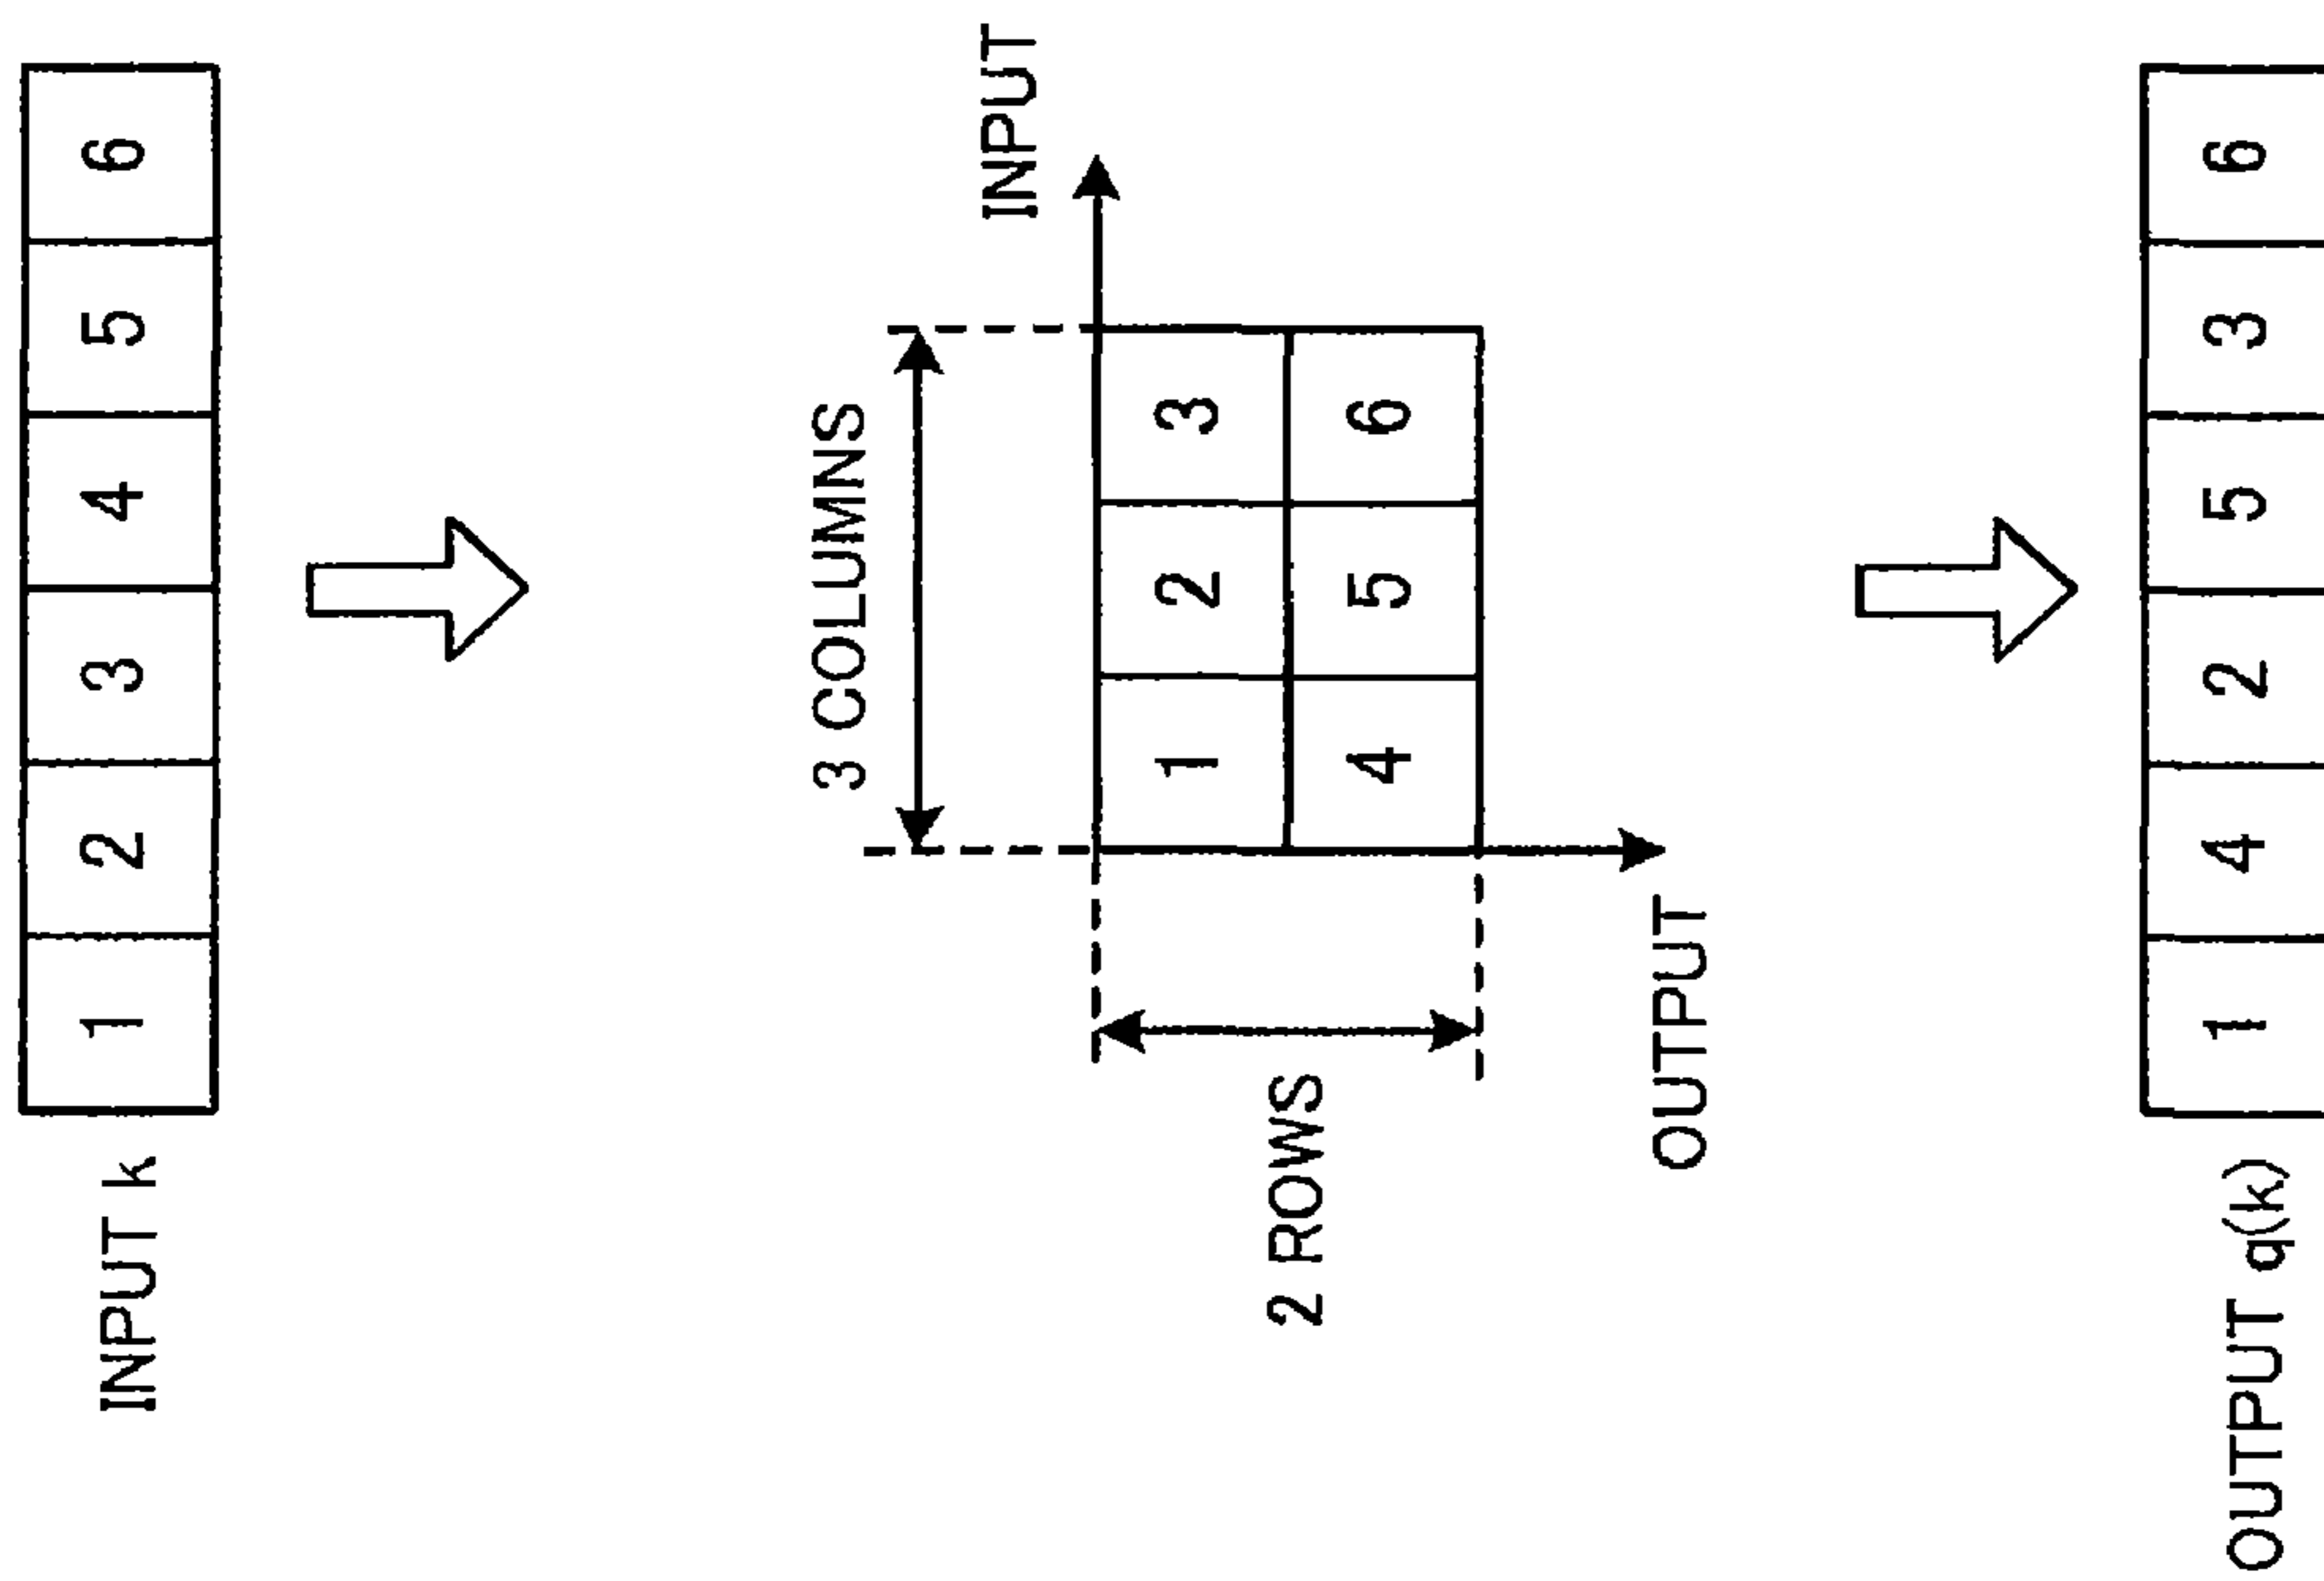 INPUT k 1 2 3 4 5 6
3 COLUMNS
INPUT
2 ROWS
1 2 3
4 5 6
OUTPUT
OUTPUT q(k) 1 4 2 5 3 6